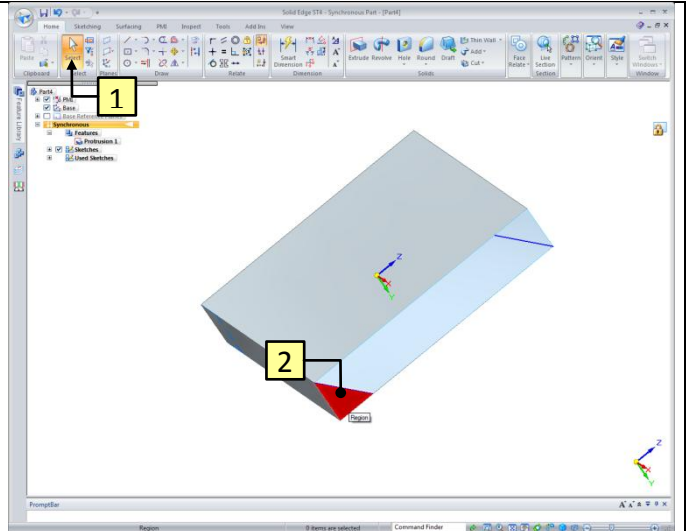 Solid Edge ST4 - Synchronous Part - [Part4]
Home Sketching Surfacing PMI Inspect Tools Add Ins View
Paste Select Smart Dimension Extrude Revolve Hole Round Draft Thin Wall Add Cut Face Relate Live Section Pattern Orient Style Switch Windows
Clipboard Select Planes Draw Relate Dimension Solids Section Window
1
Feature Library
Part4
PMI
Base
Base Reference Planes
Synchronous
Features
Protrusion 1
Sketches
Used Sketches
Z
X
Y
2
Region
Z
X
Y
PromptBar
Region 0 items are selected Command Finder